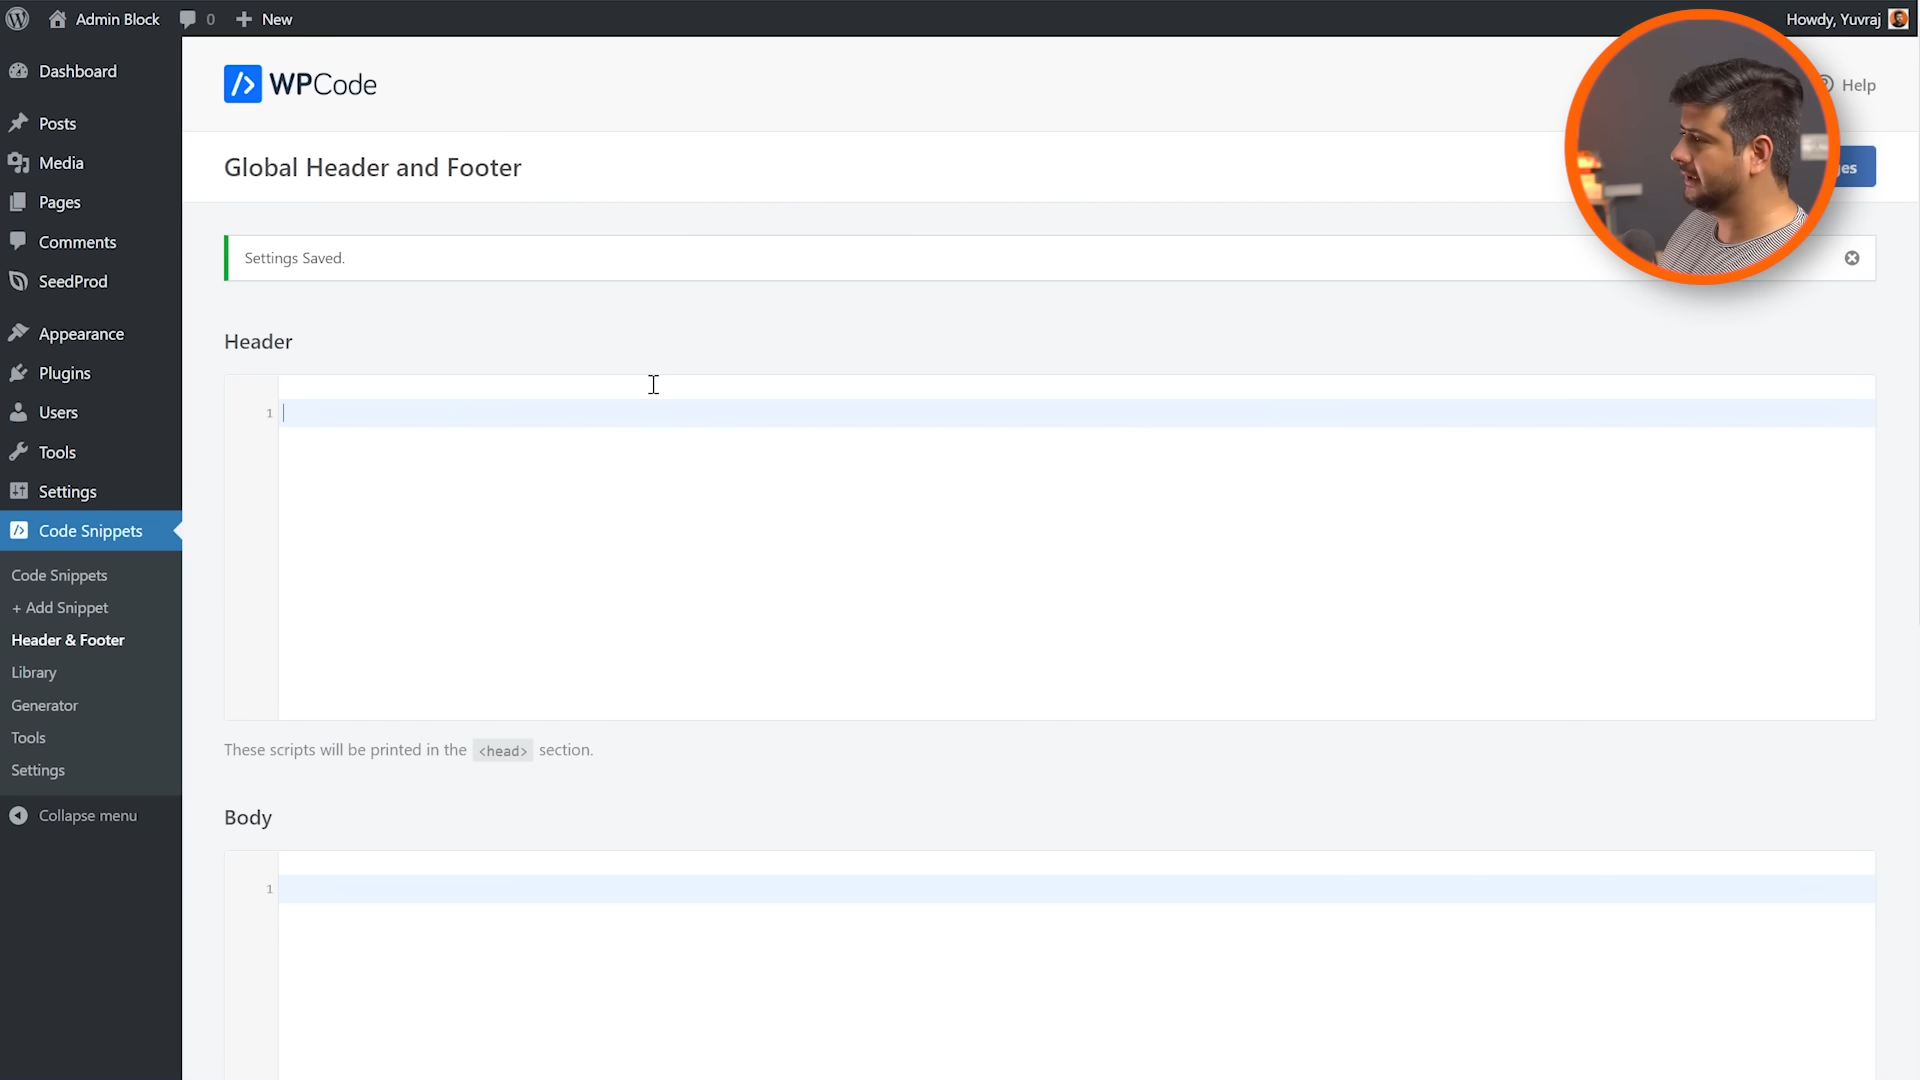 Admin Block
0
New
Howdy, Yuvraj
Dashboard
Posts
Media
Pages
Comments
SeedProd
Appearance
Plugins
Users
Tools
Settings
Code Snippets
Code Snippets
+ Add Snippet
Header & Footer
Library
Generator
Tools
Settings
Collapse menu
WPCode
Help
Global Header and Footer
Settings Saved.
Header
1
These scripts will be printed in the <head> section.
Body
1